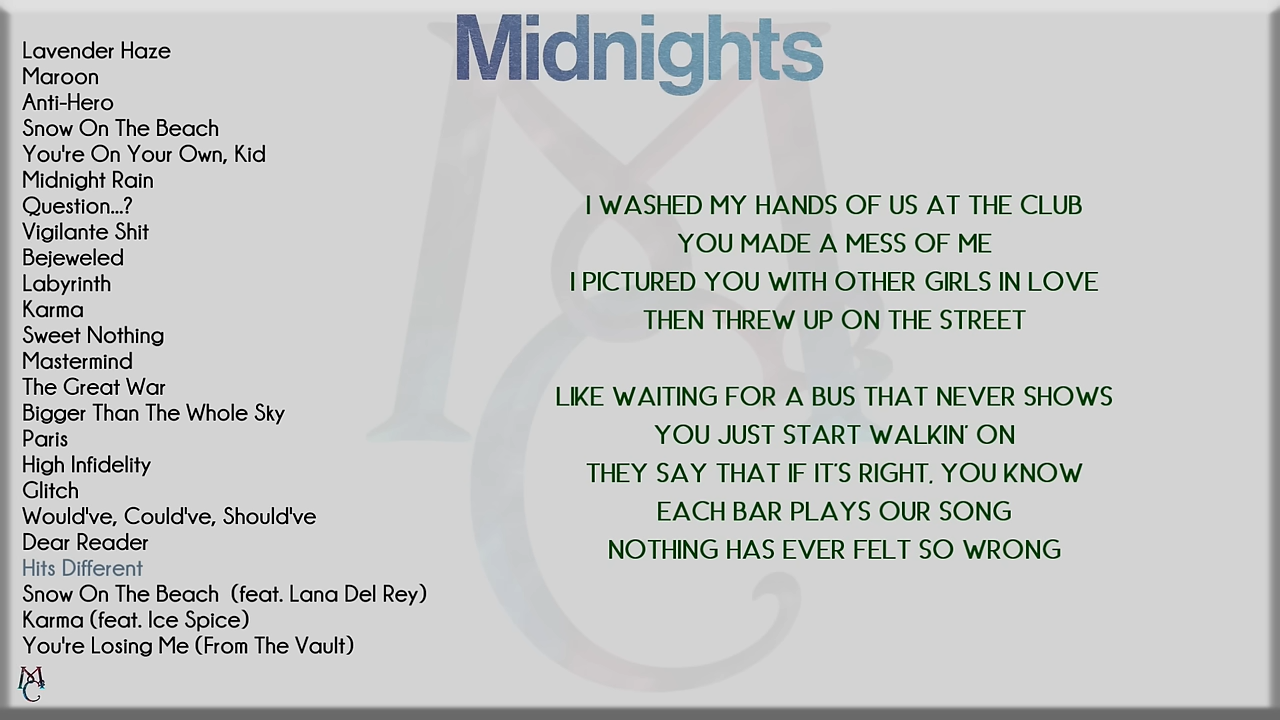 Midnights
Lavender Haze
Maroon
Anti-Hero
Snow On The Beach
You're On Your Own, Kid
Midnight Rain
Question...?
Vigilante Shit
Bejeweled
Labyrinth
Karma
Sweet Nothing
Mastermind
The Great War
Bigger Than The Whole Sky
Paris
High Infidelity
Glitch
Would've, Could've, Should've
Dear Reader
Hits Different
Snow On The Beach (feat. Lana Del Rey)
Karma (feat. Ice Spice)
You're Losing Me (From The Vault)
I WASHED MY HANDS OF US AT THE CLUB
YOU MADE A MESS OF ME
I PICTURED YOU WITH OTHER GIRLS IN LOVE
THEN THREW UP ON THE STREET
LIKE WAITING FOR A BUS THAT NEVER SHOWS
YOU JUST START WALKIN' ON
THEY SAY THAT IF IT'S RIGHT, YOU KNOW
EACH BAR PLAYS OUR SONG
NOTHING HAS EVER FELT SO WRONG